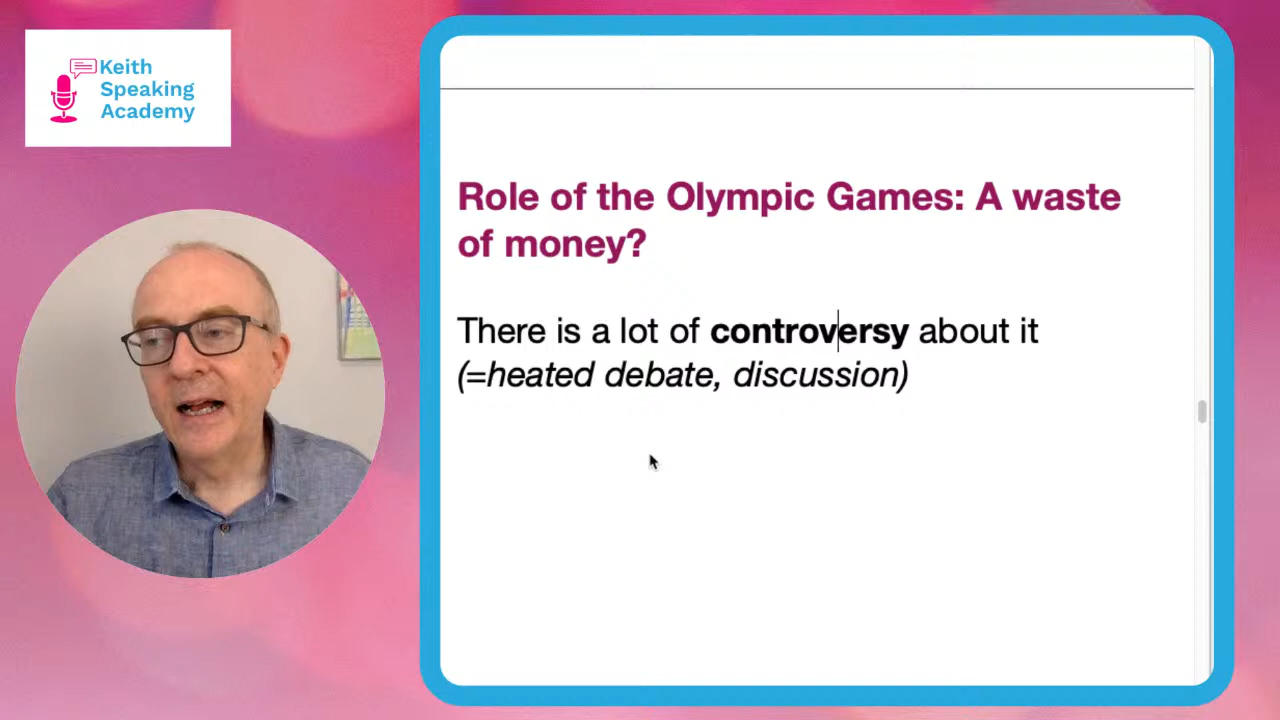 Keith
Speaking
Academy
Role of the Olympic Games: A waste
of money?
There is a lot of controversy about it
(=heated debate, discussion)